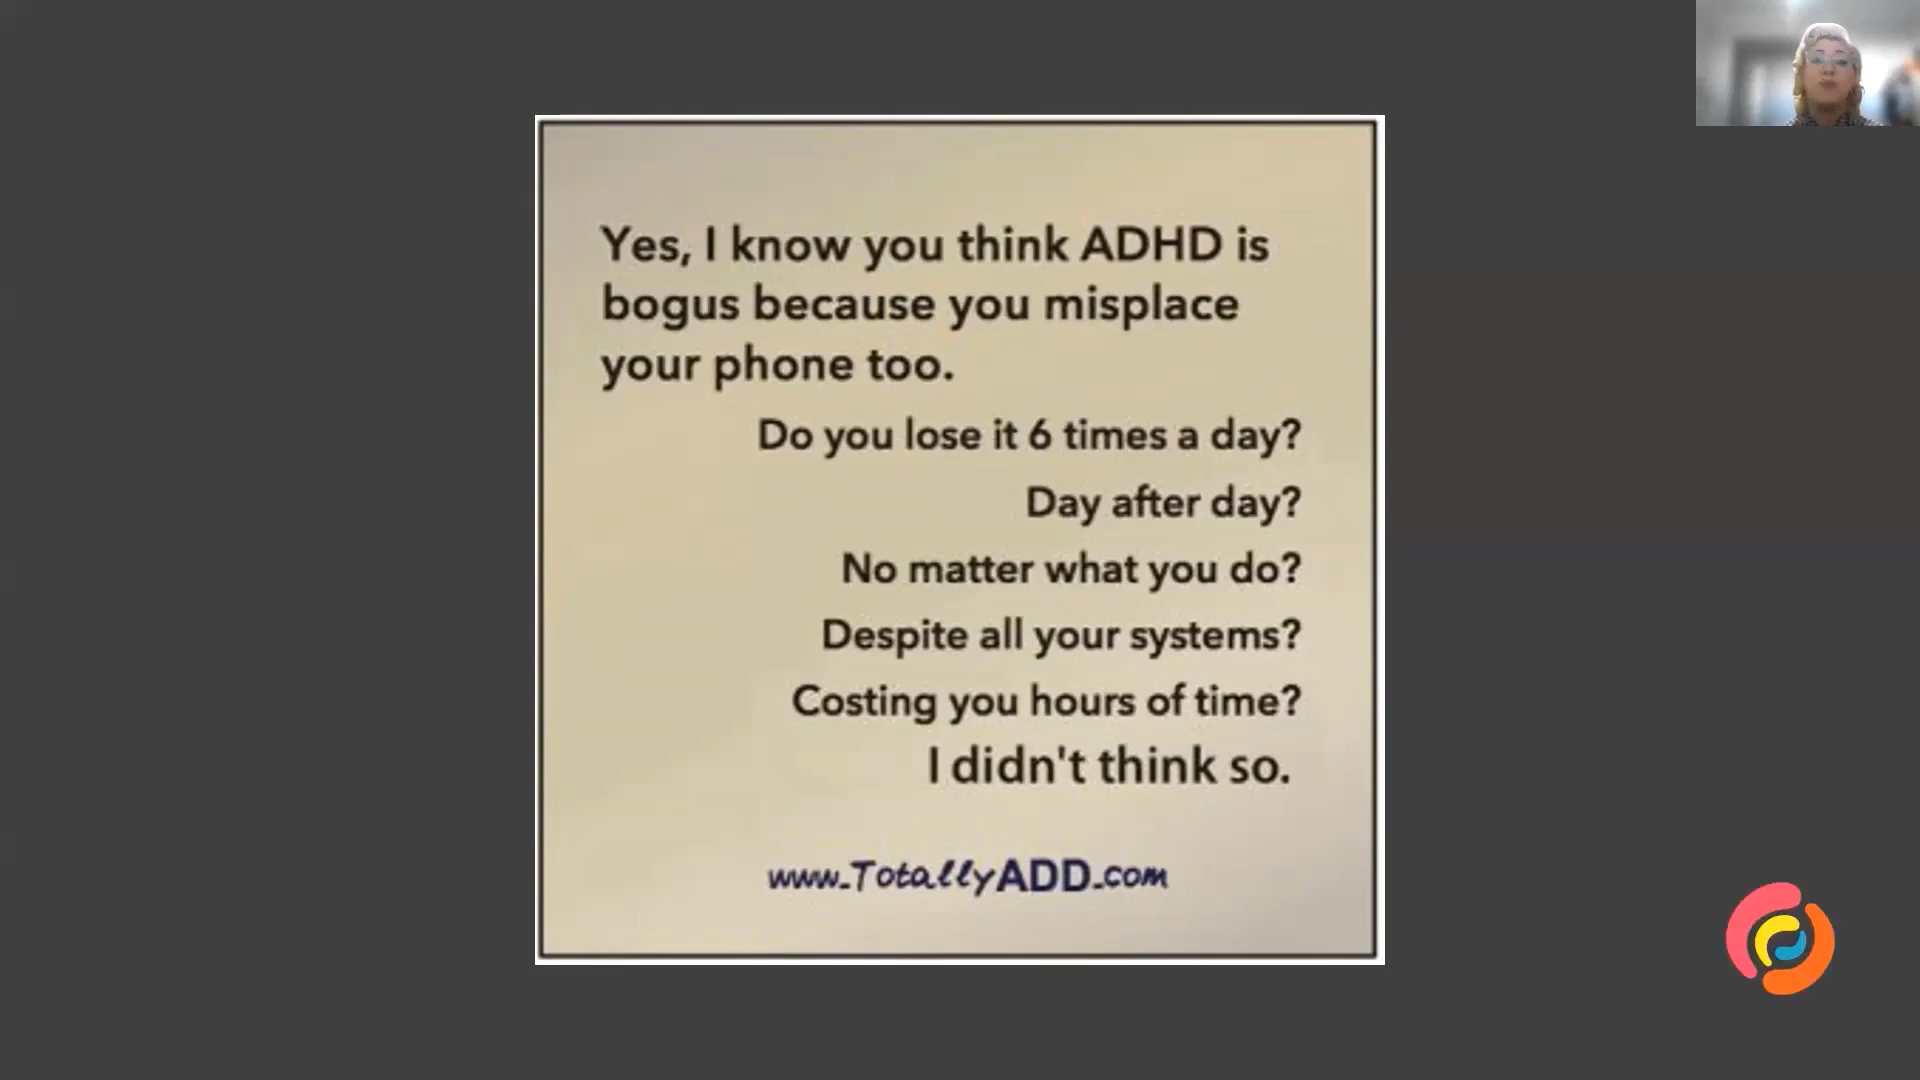 Yes, I know you think ADHD is
bogus because you misplace
your phone too.
Do you lose it 6 times a day?
Day after day?
No matter what you do?
Despite all your systems?
Costing you hours of time?
I didn't think so.
www.TotallyADD.com